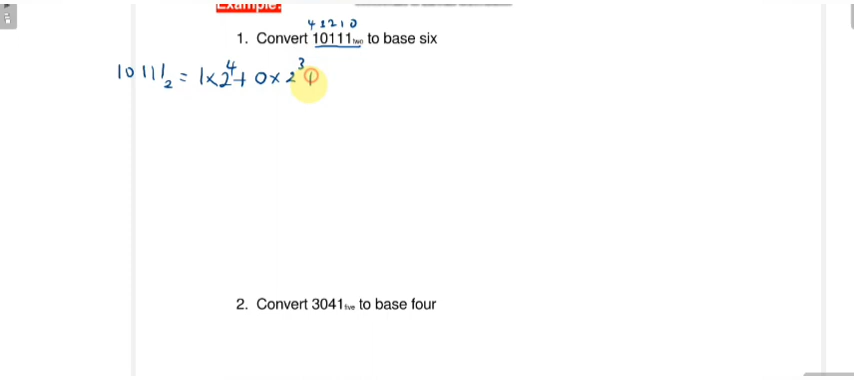 Example:
4 3 2 1 0
1. Convert 10111two to base six
10111₂ = 1×2⁴ + 0×2³
2. Convert 3041five to base four